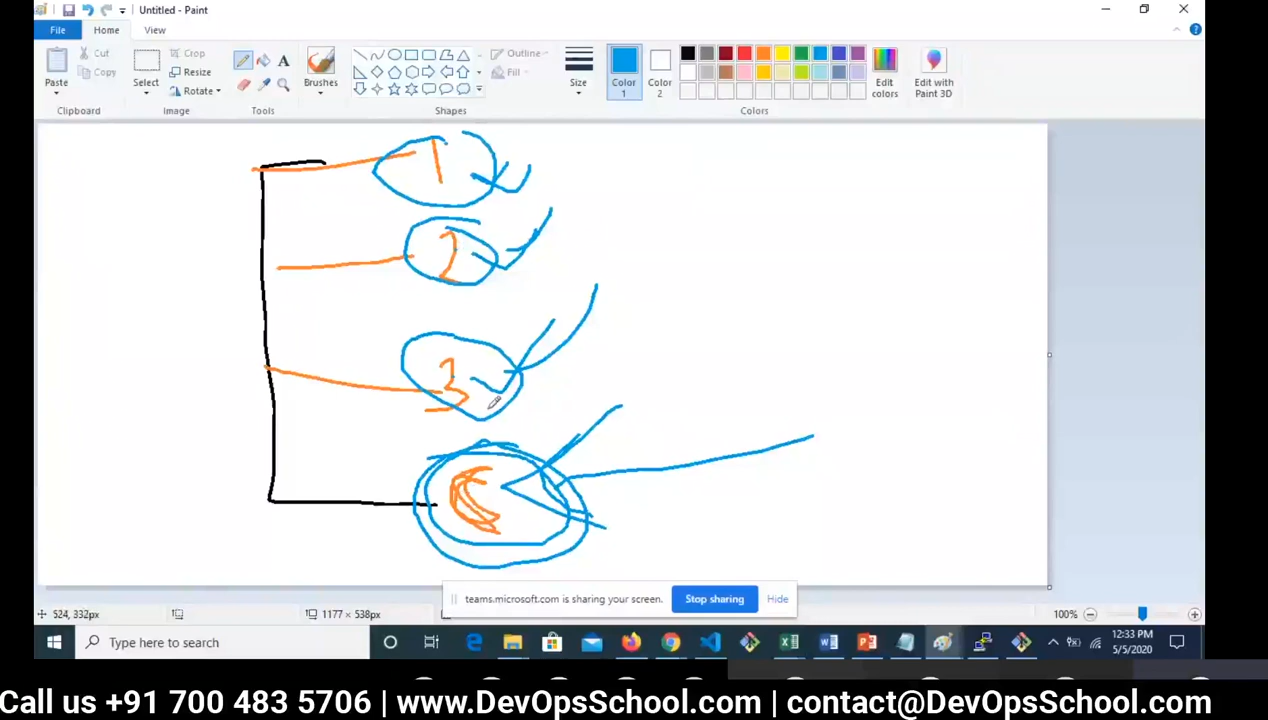 Untitled - Paint
File Home View
Paste
Cut
Copy
Clipboard
Select
Crop
Resize
Rotate
Image
Tools
Brushes
Outline
Fill
Shapes
Size
Color 1
Color 2
Edit colors
Edit with Paint 3D
Colors
1
2
3
C
teams.microsoft.com is sharing your screen. Stop sharing Hide
524, 332px
1177 × 538px
100%
Type here to search
12:33 PM
5/5/2020
Call us +91 700 483 5706 | www.DevOpsSchool.com | contact@DevOpsSchool.com